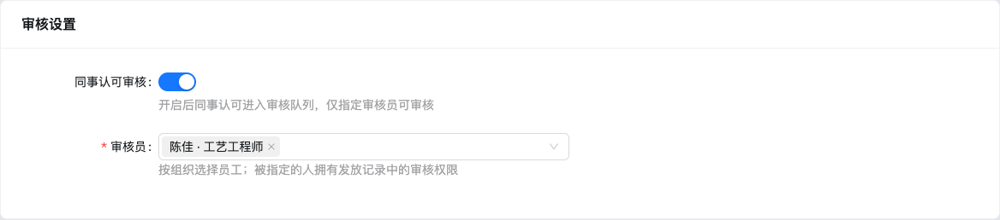 审核设置
同事认可审核：
开启后同事认可进入审核队列，仅指定审核员可审核
* 审核员： 陈佳 · 工艺工程师 ×
按组织选择员工；被指定的人拥有发放记录中的审核权限